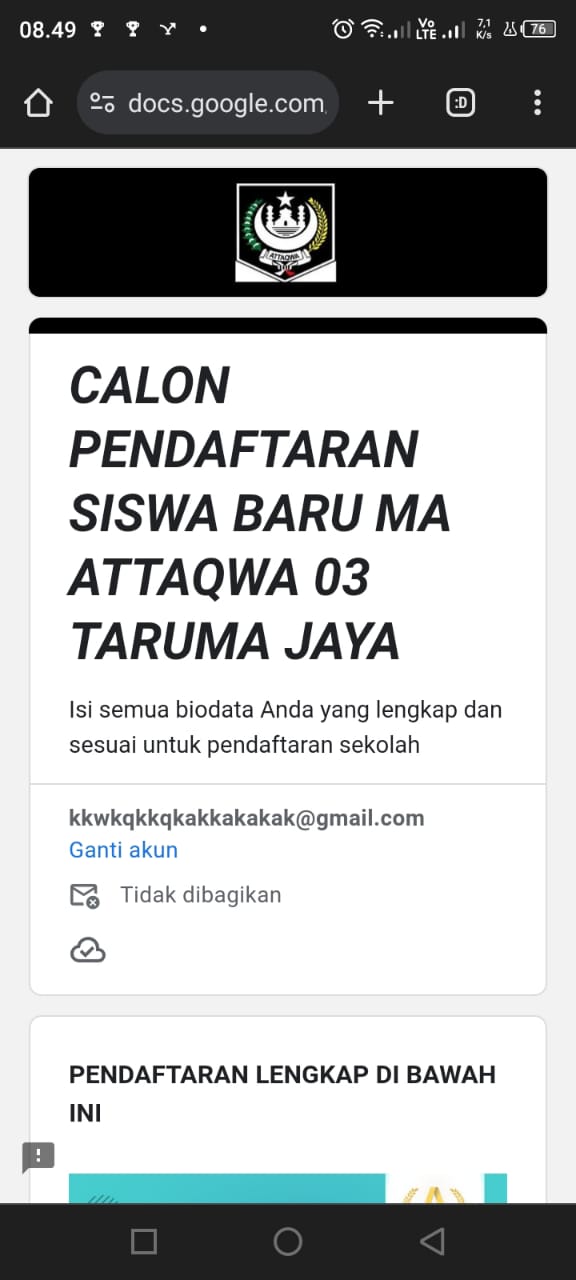 08.49
Vo
LTE
7,1
K/s
76
docs.google.com
:D
ATTAQWA
CALON
PENDAFTARAN
SISWA BARU MA
ATTAQWA 03
TARUMA JAYA
Isi semua biodata Anda yang lengkap dan
sesuai untuk pendaftaran sekolah
kkwkqkkqkakkakakak@gmail.com
Ganti akun
Tidak dibagikan
PENDAFTARAN LENGKAP DI BAWAH
INI